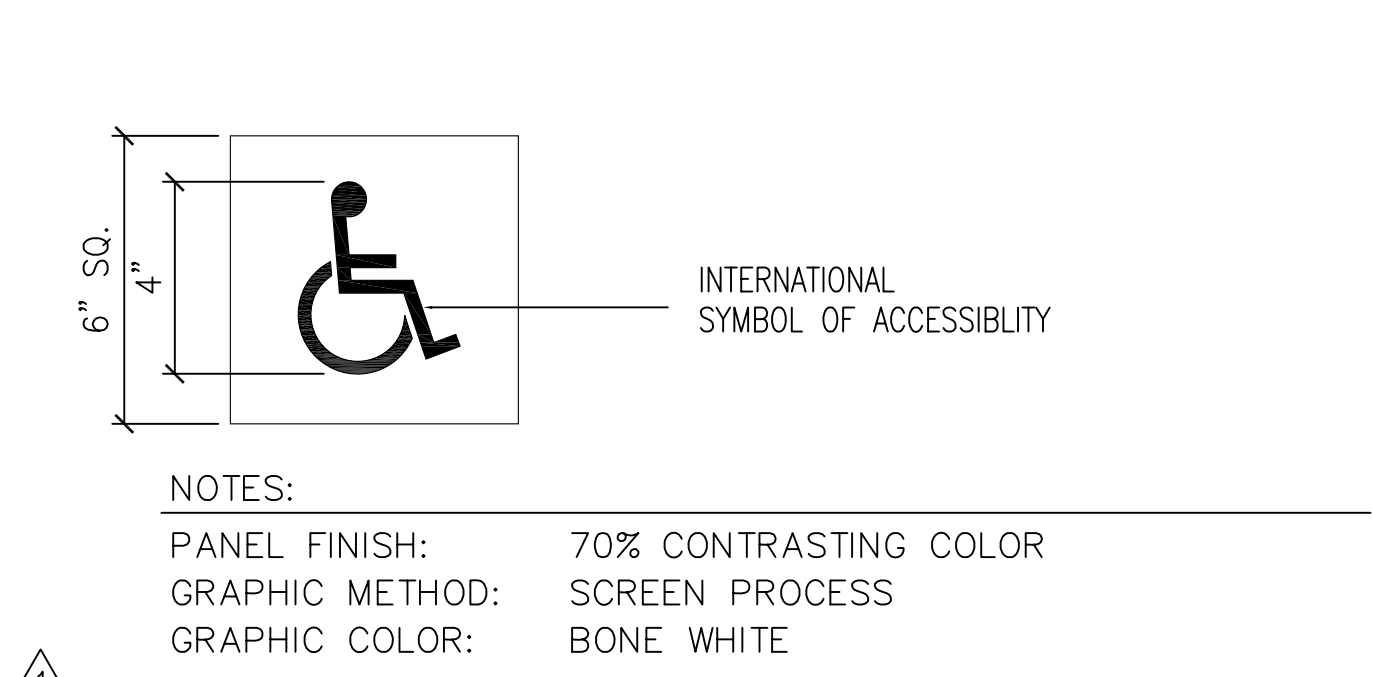 6” SQ.
4”
INTERNATIONAL
SYMBOL OF ACCESSIBLITY
NOTES:
PANEL FINISH: 70% CONTRASTING COLOR
GRAPHIC METHOD: SCREEN PROCESS
GRAPHIC COLOR: BONE WHITE